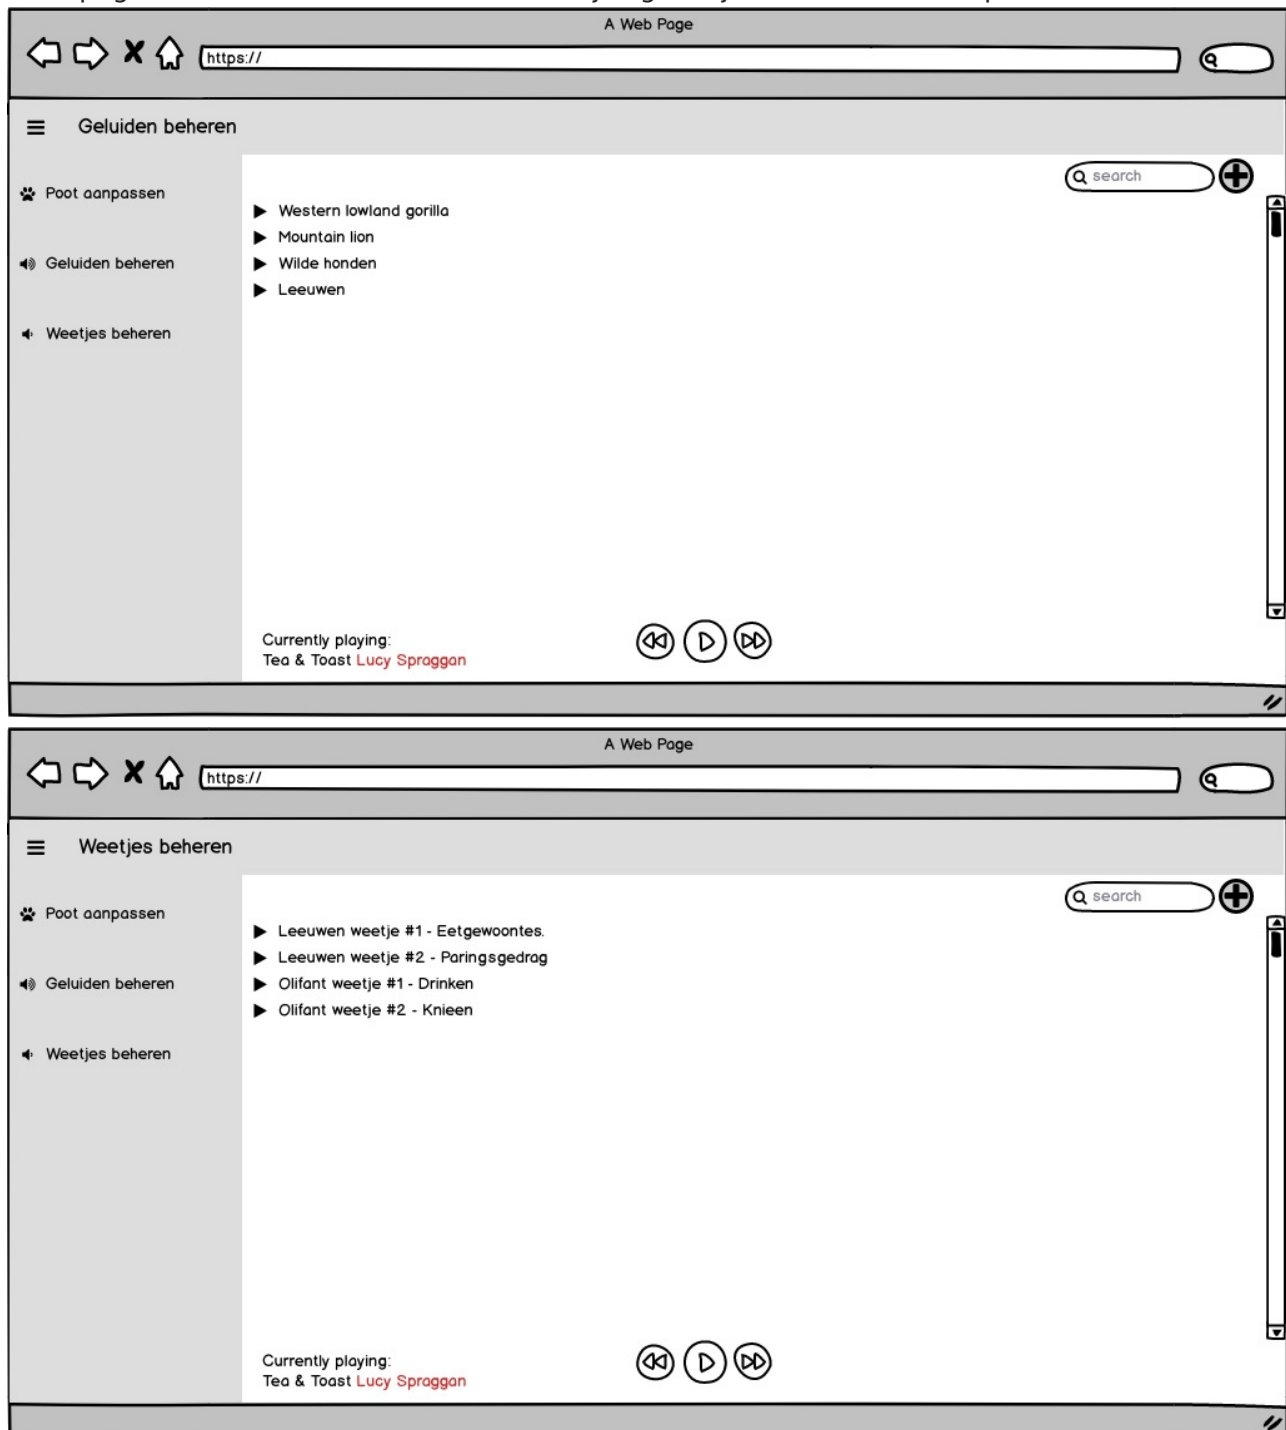 A Web Page
https://
Geluiden beheren
search
Poot aanpassen
Western lowland gorilla
Mountain lion
Geluiden beheren
Wilde honden
Leeuwen
Weetjes beheren
Currently playing:
Tea & Toast Lucy Spraggan
A Web Page
https://
Weetjes beheren
search
Poot aanpassen
Leeuwen weetje #1 - Eetgewoontes.
Leeuwen weetje #2 - Paringsgedrag
Geluiden beheren
Olifant weetje #1 - Drinken
Olifant weetje #2 - Knieen
Weetjes beheren
Currently playing:
Tea & Toast Lucy Spraggan